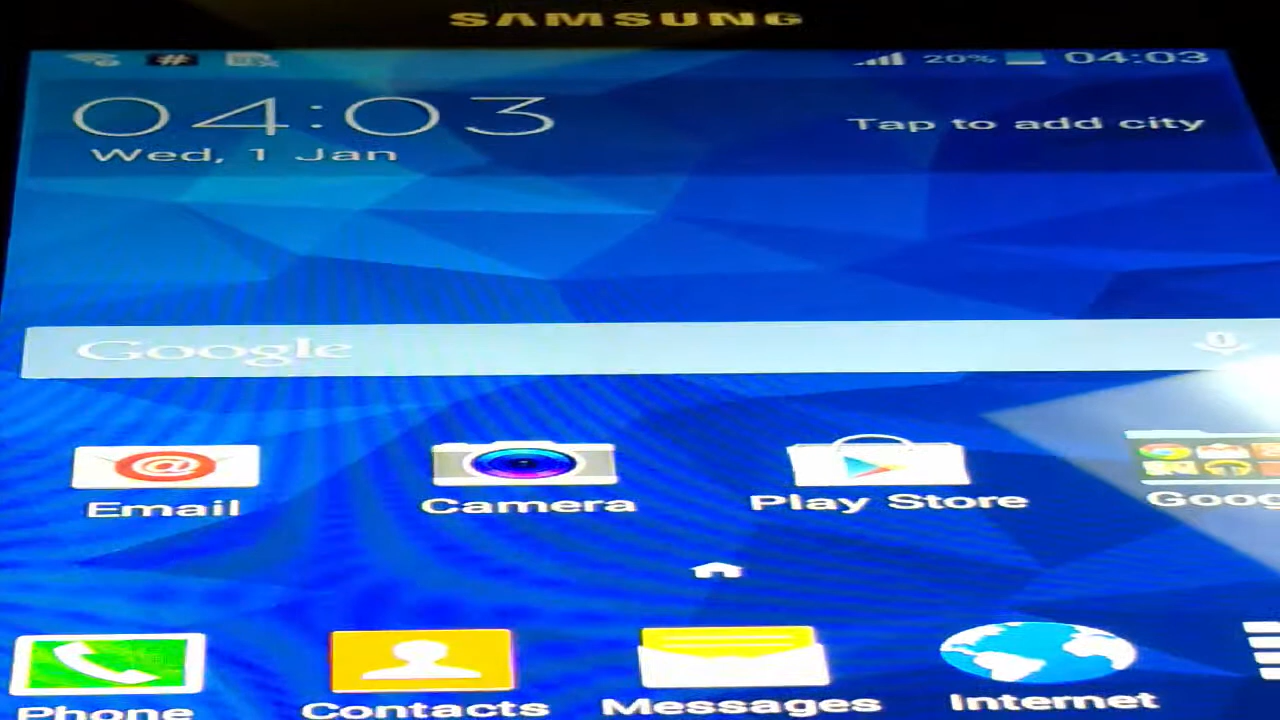 SAMSUNG
# 20% 04:03
04:03
Tap to add city
Wed, 1 Jan
Google
@
Email Camera Play Store Goog
Phone Contacts Messages Internet